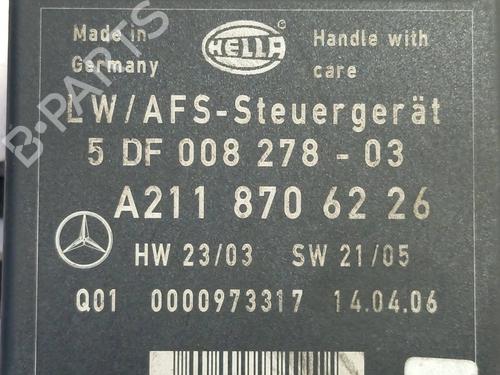 Made in
Germany
HELLA
Handle with
care
LW/AFS-Steuergerät
5 DF 008 278 - 03
A211 870 62 26
HW 23/03 SW 21/05
Q01 0000973317 14.04.06
B-PARTS